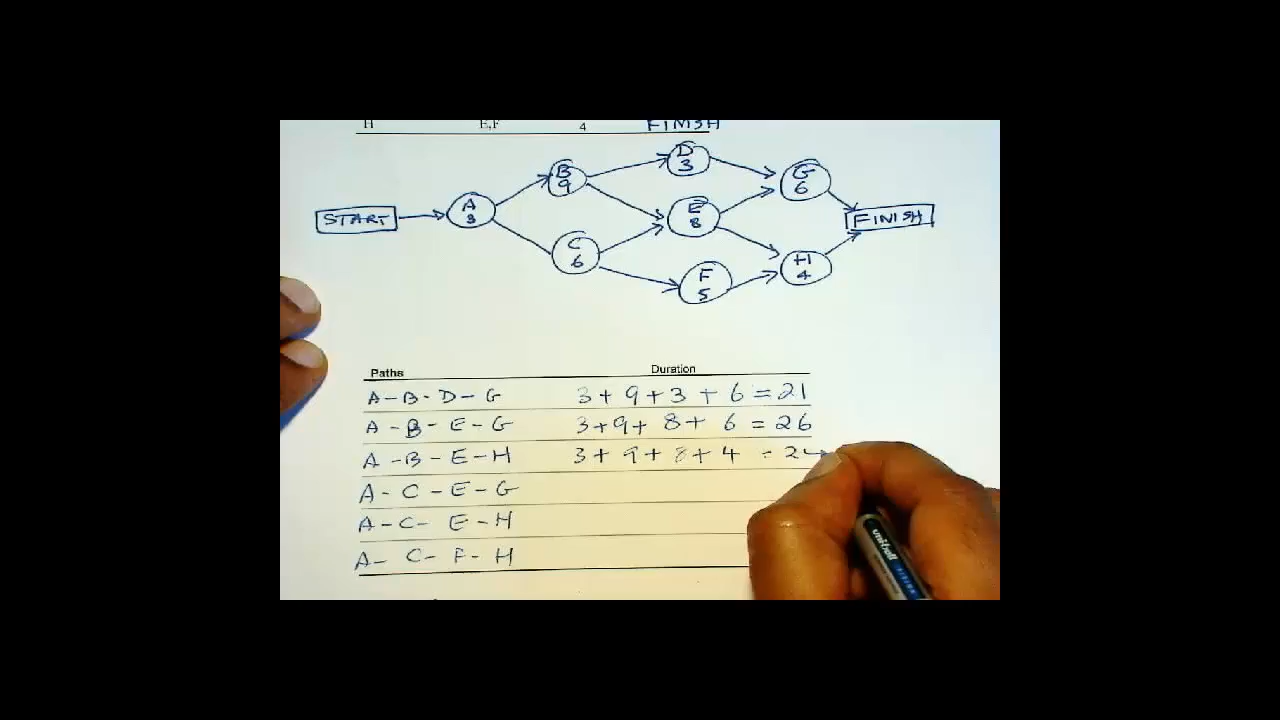 H E,F 4 FINISH
D
3
B
9
G
6
A
3
E
8
START
FINISH
C
6
H
4
F
5
Paths Duration
A-B-D-G 3+9+3+6=21
A-B-E-G 3+9+8+6=26
A-B-E-H 3+9+8+4=24
A-C-E-G
A-C-E-H
A-C-F-H
uniball